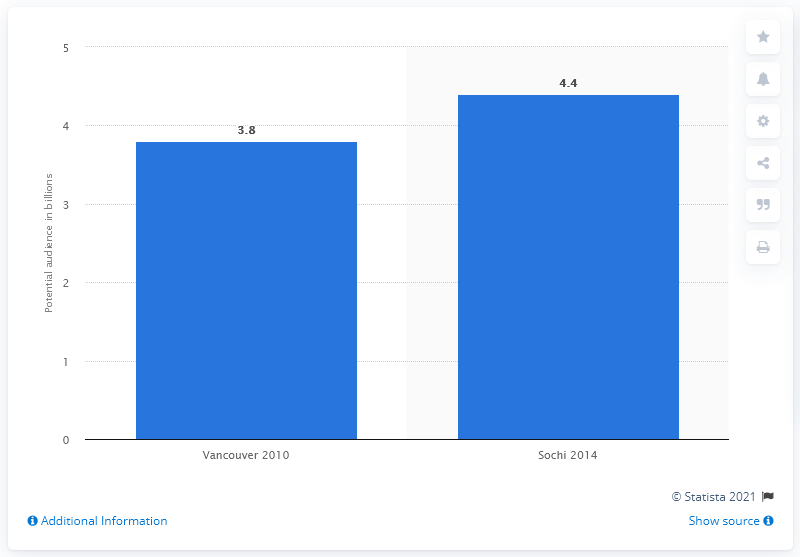 Potential audience in billions
5
4
3
2
1
0
3.8
4.4
Vancouver 2010
Sochi 2014
© Statista 2021
Additional Information
Show source